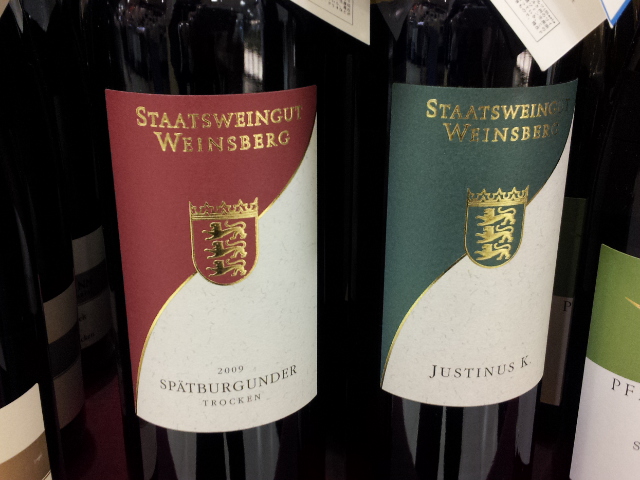 STAATSWEINGUT
WEINSBERG
2009
SPÄTBURGUNDER
TROCKEN
STAATSWEINGUT
WEINSBERG
JUSTINUS K.